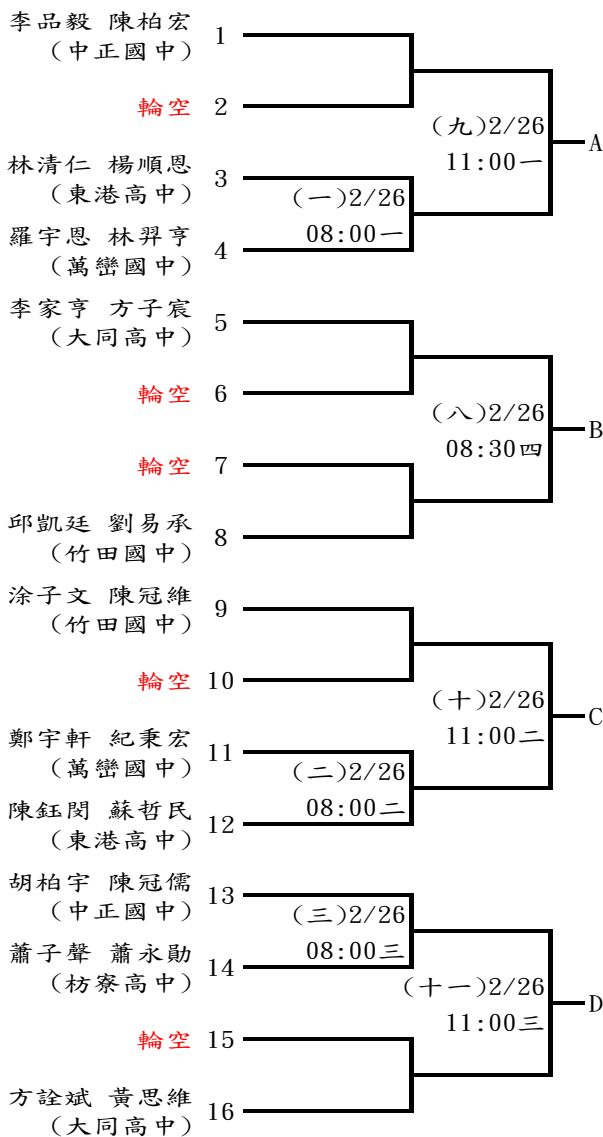 李品毅 陳柏宏 1
(中正國中)
輪空 2
(九)2/26
11:00一
A
林清仁 楊順恩 3
(東港高中)
(一)2/26
08:00一
羅宇恩 林羿亨 4
(萬巒國中)
李家亨 方子宸 5
(大同高中)
輪空 6
(八)2/26
08:30四
B
輪空 7
邱凱廷 劉易承 8
(竹田國中)
涂子文 陳冠維 9
(竹田國中)
輪空 10
(十)2/26
11:00二
C
鄭宇軒 紀秉宏 11
(萬巒國中)
(二)2/26
08:00二
陳鈺閔 蘇哲民 12
(東港高中)
胡柏宇 陳冠儒 13
(中正國中)
(三)2/26
08:00三
蕭子聲 蕭永勛 14
(枋寮高中)
(十一)2/26
11:00三
D
輪空 15
方詮斌 黃思維 16
(大同高中)